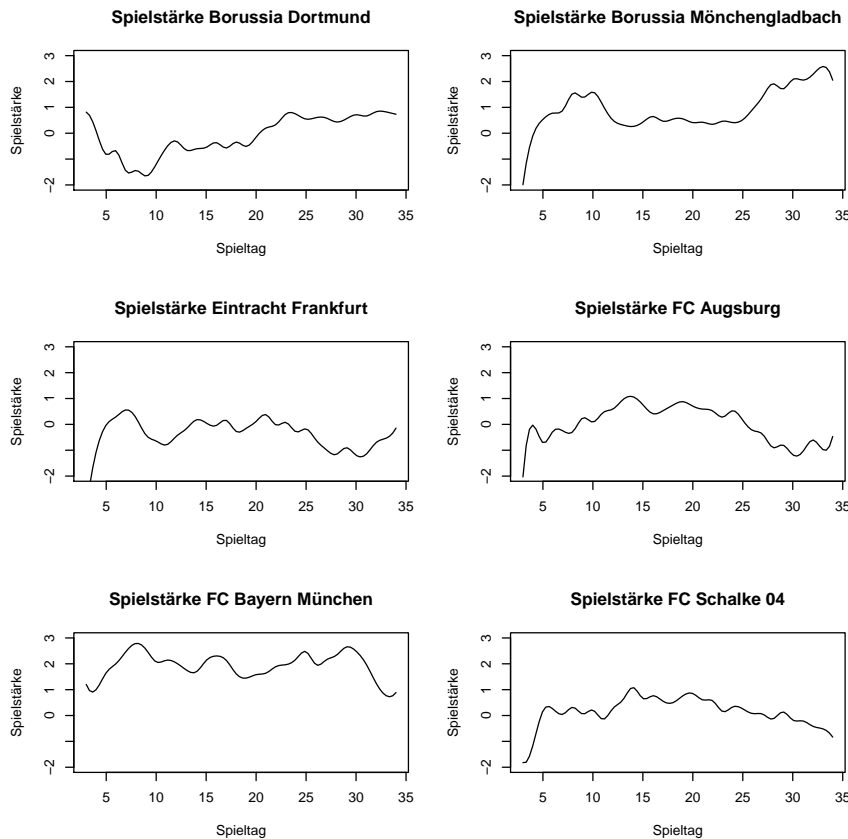 Spielstärke Borussia Dortmund
Spielstärke
3
2
1
0
−2
5 10 15 20 25 30 35
Spieltag
Spielstärke Borussia Mönchengladbach
Spielstärke
3
2
1
0
−2
5 10 15 20 25 30 35
Spieltag
Spielstärke Eintracht Frankfurt
Spielstärke
3
2
1
0
−2
5 10 15 20 25 30 35
Spieltag
Spielstärke FC Augsburg
Spielstärke
3
2
1
0
−2
5 10 15 20 25 30 35
Spieltag
Spielstärke FC Bayern München
Spielstärke
3
2
1
0
−2
5 10 15 20 25 30 35
Spieltag
Spielstärke FC Schalke 04
Spielstärke
3
2
1
0
−2
5 10 15 20 25 30 35
Spieltag